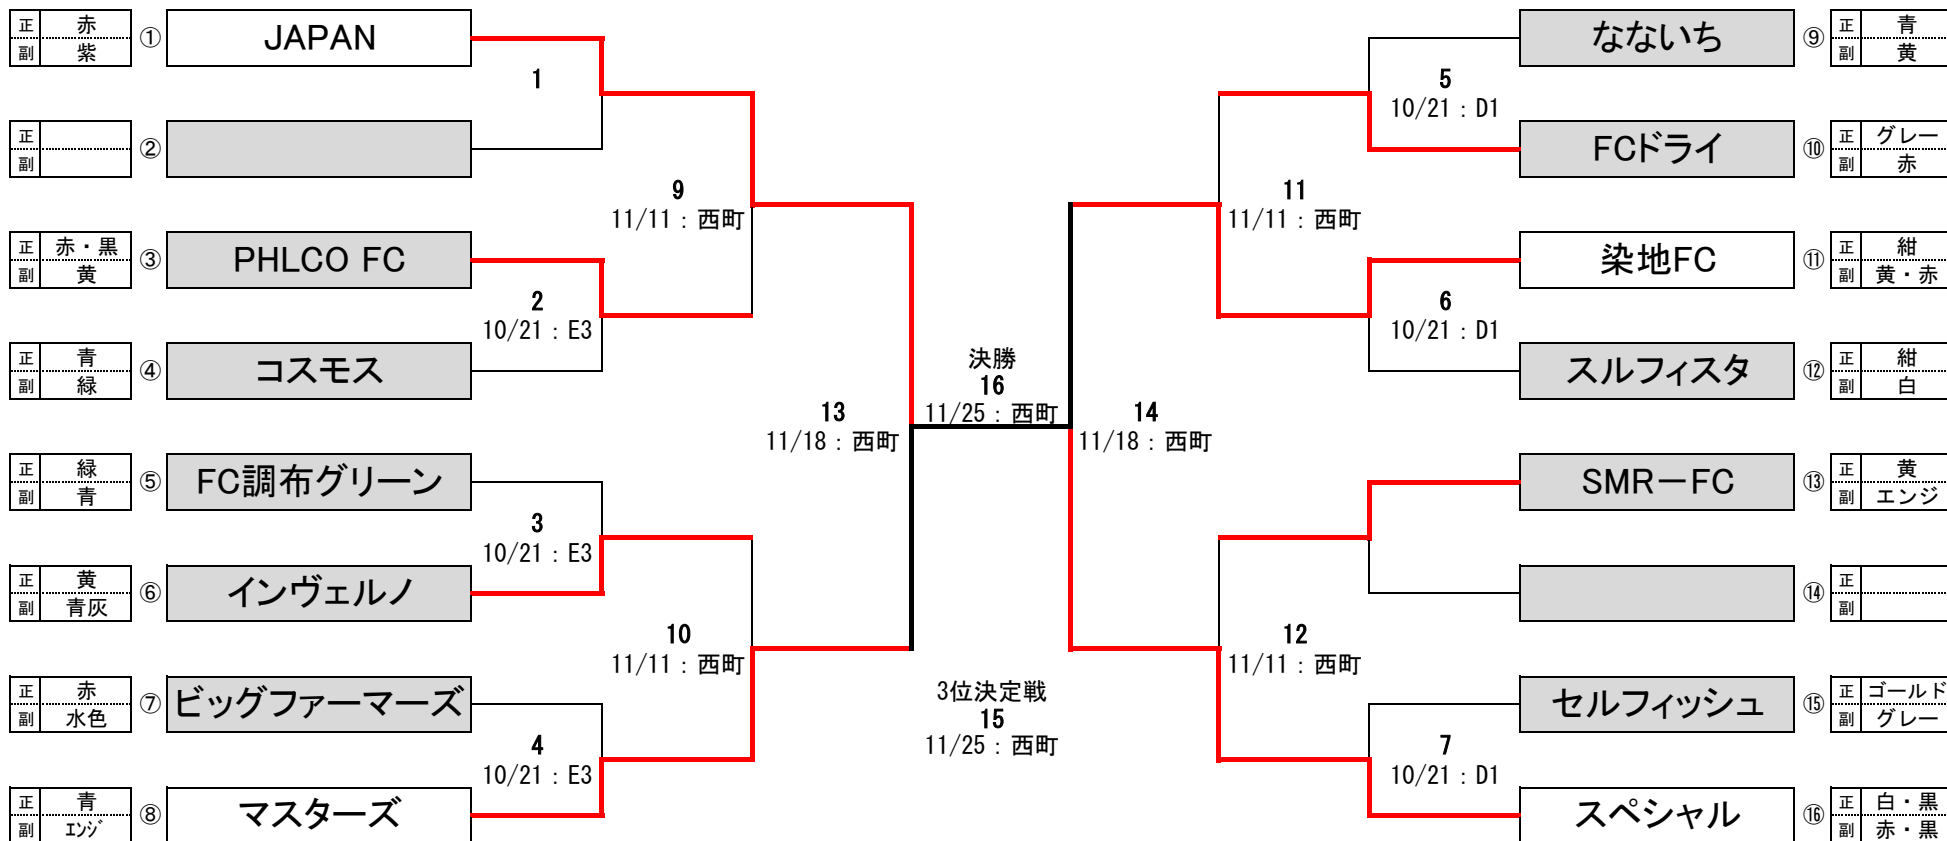 正 赤
副 紫
① JAPAN
1
正
副
②
9
11/11 : 西町
正 赤・黒
副 黄
③ PHLCO FC
2
10/21 : E3
正 青
副 緑
④ コスモス
13
11/18 : 西町
正 緑
副 青
⑤ FC調布グリーン
3
10/21 : E3
正 黄
副 青灰
⑥ インヴェルノ
10
11/11 : 西町
正 赤
副 水色
⑦ ビッグファーマーズ
4
10/21 : E3
正 青
副 エンジ
⑧ マスターズ
決勝
16
11/25 : 西町
3位決定戦
15
11/25 : 西町
なないち ⑨
正 青
副 黄
5
10/21 : D1
FCドライ ⑩
正 グレー
副 赤
11
11/11 : 西町
染地FC ⑪
正 紺
副 黄・赤
6
10/21 : D1
スルフィスタ ⑫
正 紺
副 白
14
11/18 : 西町
SMR－FC ⑬
正 黄
副 エンジ
⑭
正
副
12
11/11 : 西町
セルフィッシュ ⑮
正 ゴールド
副 グレー
7
10/21 : D1
スペシャル ⑯
正 白・黒
副 赤・黒